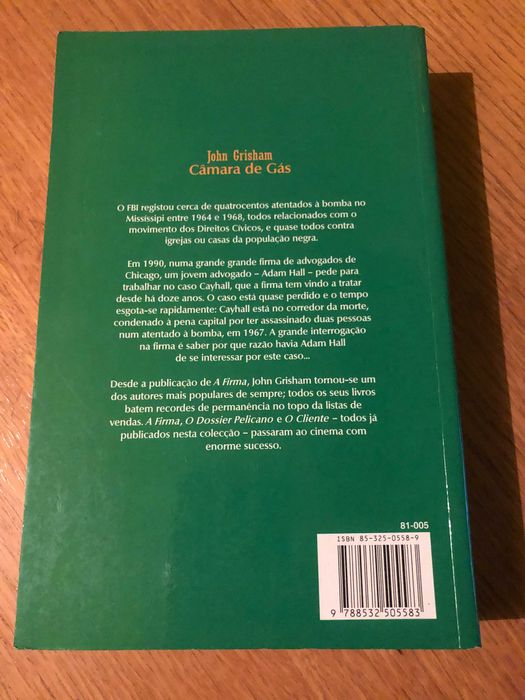 John Grisham
Câmara de Gás
O FBI registou cerca de quatrocentos atentados à bomba no
Mississipi entre 1964 e 1968, todos relacionados com o
movimento dos Direitos Cívicos, e quase todos contra
igrejas ou casas da população negra.
Em 1990, numa grande grande firma de advogados de
Chicago, um jovem advogado – Adam Hall – pede para
trabalhar no caso Cayhall, que a firma tem vindo a tratar
desde há doze anos. O caso está quase perdido e o tempo
esgota-se rapidamente: Cayhall está no corredor da morte,
condenado à pena capital por ter assassinado duas pessoas
num atentado à bomba, em 1967. A grande interrogação
na firma é saber por que razão havia Adam Hall
de se interessar por este caso...
Desde a publicação de A Firma, John Grisham tornou-se um
dos autores mais populares de sempre; todos os seus livros
batem recordes de permanência no topo da listas de
vendas. A Firma, O Dossier Pelicano e O Cliente – todos já
publicados nesta colecção – passaram ao cinema com
enorme sucesso.
81-005
ISBN 85-325-0558-9
9 788532 505583